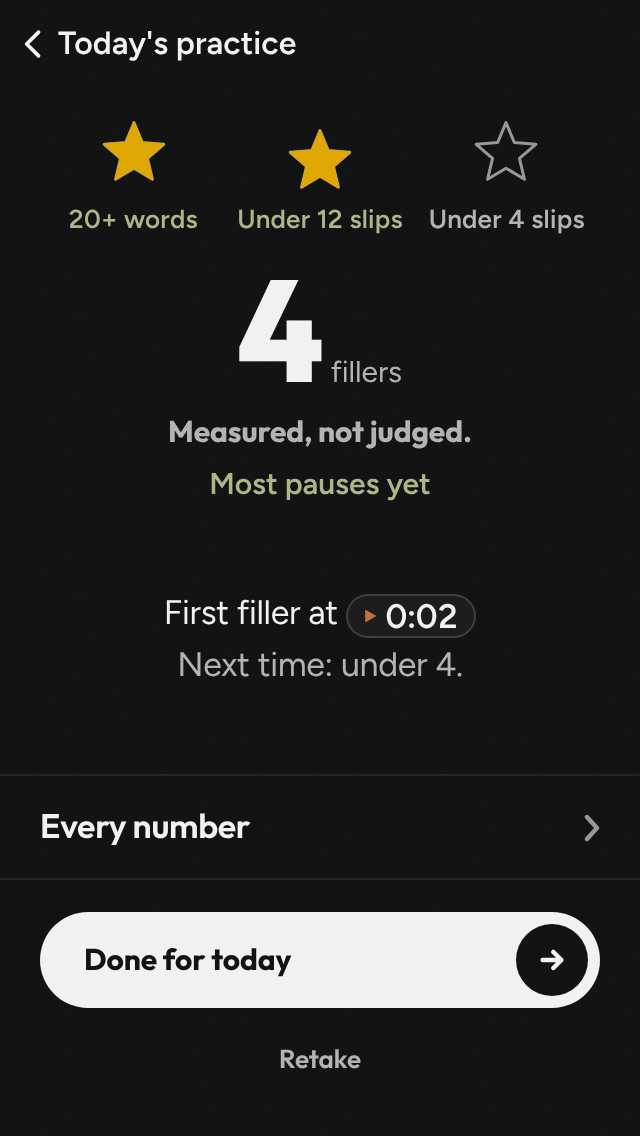 Today's practice
20+ words
Under 12 slips
Under 4 slips
4 fillers
Measured, not judged.
Most pauses yet
First filler at 0:02
Next time: under 4.
Every number
Done for today
Retake